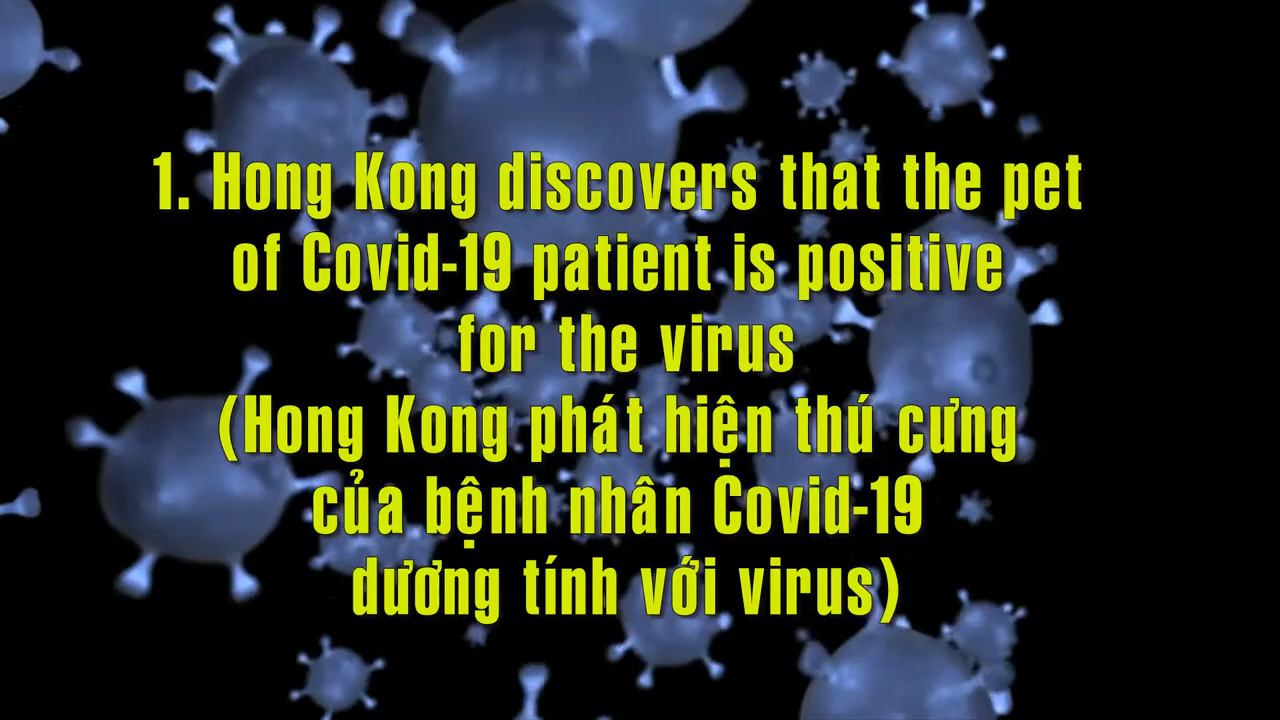 1. Hong Kong discovers that the pet
of Covid-19 patient is positive
for the virus
(Hong Kong phát hiện thú cưng
của bệnh nhân Covid-19
dương tính với virus)